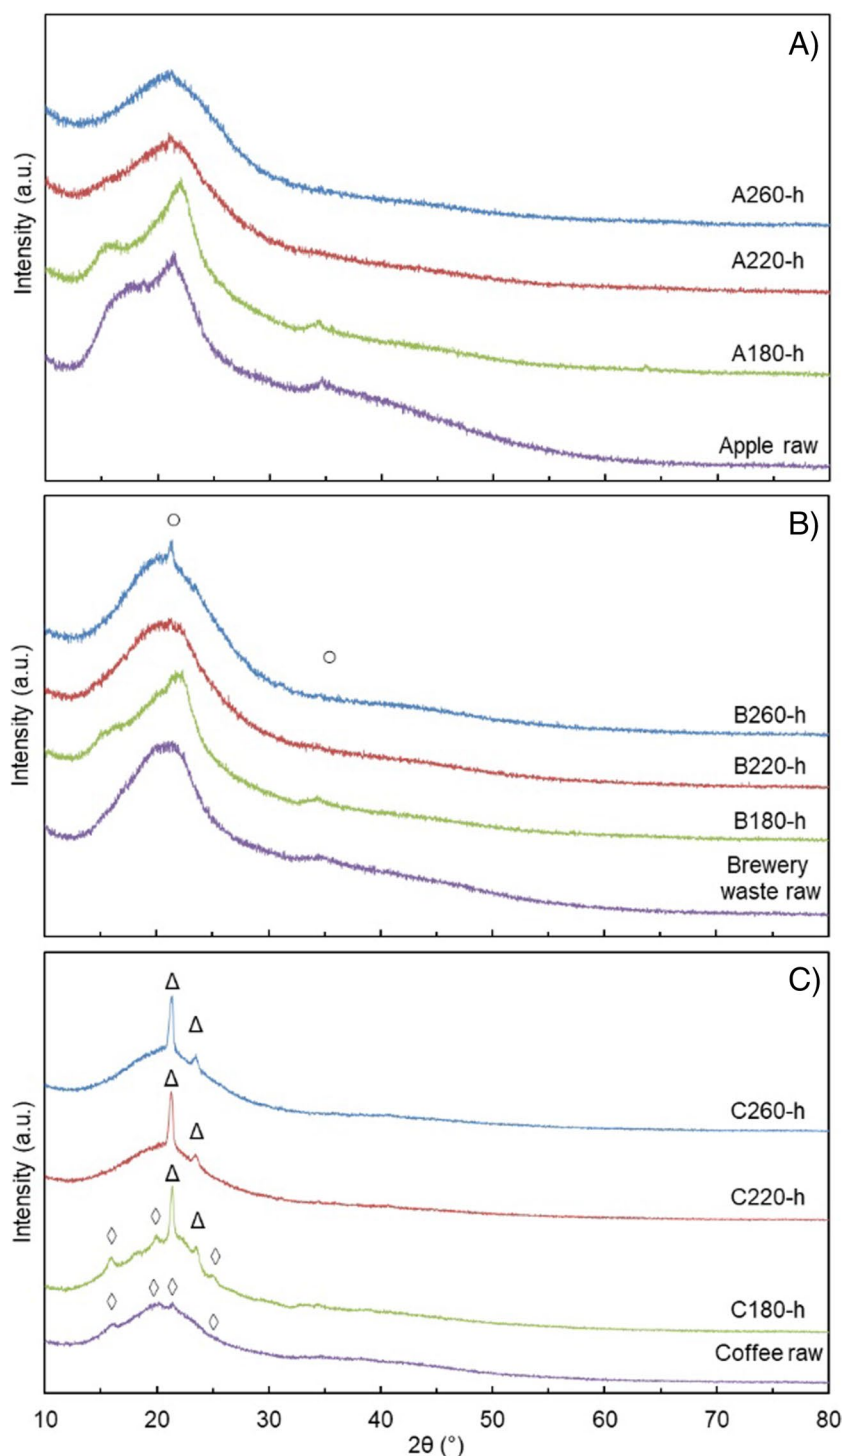 A)
Intensity (a.u.)
A260-h
A220-h
A180-h
Apple raw
B)
Intensity (a.u.)
B260-h
B220-h
B180-h
Brewery
waste raw
C)
Δ
Δ
Intensity (a.u.)
C260-h
Δ
Δ
C220-h
Δ
Δ
C180-h
Coffee raw
10 20 30 40 50 60 70 80
2θ (°)